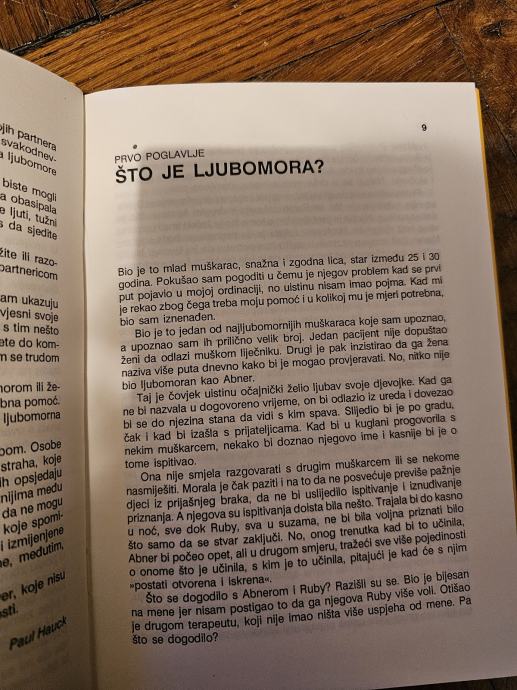 ojih partnera
svakodnev-
a ljubomore
biste mogli
a obasipala
e ljuti, tužni
s da sjedite
žite ili razo-
partnericom
am ukazuju
vjesni svoje
s tim nešto
ete do kom-
m se trudom
norom ili že-
bna pomoć.
ljubomorna
bom. Osobe
straha, koje
ih opsjedaju
njima među
da ne mogu
koje spomi-
i izmijenjene
ne, međutim,
ver, koje nisu
osti.
Paul Hauck
9
PRVO POGLAVLJE
ŠTO JE LJUBOMORA?
Bio je to mlad muškarac, snažna i zgodna lica, star između 25 i 30
godina. Pokušao sam pogoditi u čemu je njegov problem kad se prvi
put pojavio u mojoj ordinaciji, no uistinu nisam imao pojma. Kad mi
je rekao zbog čega treba moju pomoć i u kolikoj mu je mjeri potrebna,
bio sam iznenađen.
Bio je to jedan od najljubomornijih muškaraca koje sam upoznao,
a upoznao sam ih prilično velik broj. Jedan pacijent nije dopuštao
ženi da odlazi muškom liječniku. Drugi je pak inzistirao da ga žena
naziva više puta dnevno kako bi je mogao provjeravati. No, nitko nije
bio ljubomoran kao Abner.
Taj je čovjek uistinu očajnički želio ljubav svoje djevojke. Kad ga
ne bi nazvala u dogovoreno vrijeme, on bi odlazio iz ureda i dovezao
bi se do njezina stana da vidi s kim spava. Slijedio bi je po gradu,
čak i kad bi izašla s prijateljicama. Kad bi u kuglani progovorila s
nekim muškarcem, nekako bi doznao njegovo ime i kasnije bi je o
tome ispitivao.
Ona nije smjela razgovarati s drugim muškarcem ili se nekome
nasmiješiti. Morala je čak paziti i na to da ne posvećuje previše pažnje
djeci iz prijašnjeg braka, da ne bi uslijedilo ispitivanje i iznuđivanje
priznanja. A njegova su ispitivanja doista bila nešto. Trajala bi do kasno
u noć, sve dok Ruby, sva u suzama, ne bi bila voljna priznati bilo
što samo da se stvar zaključi. No, onog trenutka kad bi to učinila,
Abner bi počeo opet, ali u drugom smjeru, tražeći sve više pojedinosti
o onome što je učinila, s kim je to učinila, pitajući je kad će s njim
»postati otvorena i iskrena«.
Što se dogodilo s Abnerom i Ruby? Razišli su se. Bio je bijesan
na mene jer nisam postigao to da ga njegova Ruby više voli. Otišao
je drugom terapeutu, koji nije imao ništa više uspjeha od mene. Pa
što se dogodilo?